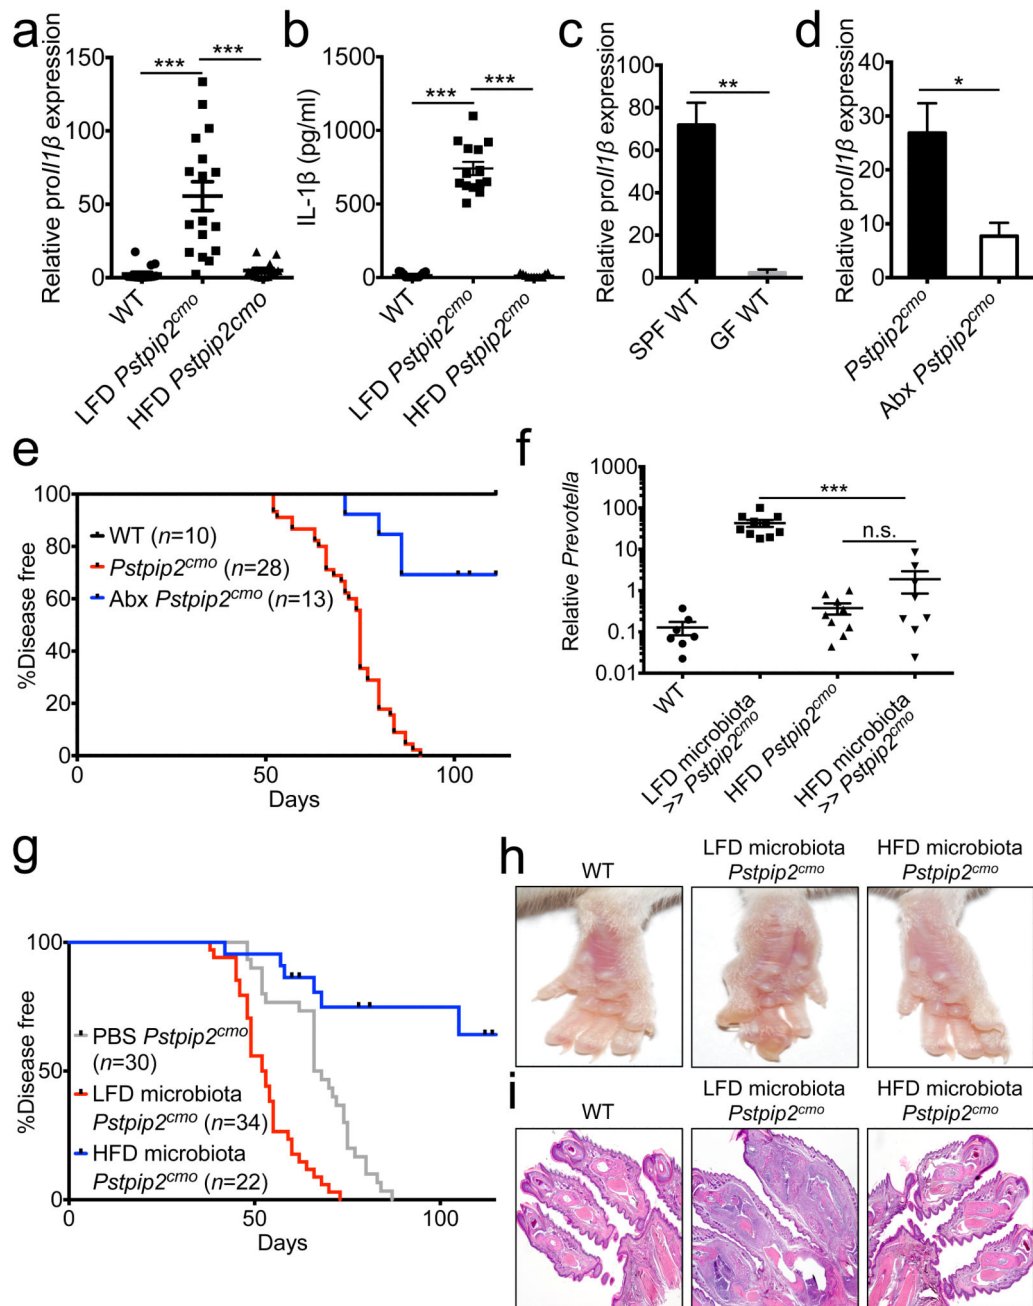 a
Relative proIl1β expression
150
100
50
0
***
***
WT
LFD Pstpip2cmo
HFD Pstpip2cmo
b
IL-1β (pg/ml)
1500
1000
500
0
***
***
WT
LFD Pstpip2cmo
HFD Pstpip2cmo
c
Relative proIl1β expression
100
80
60
40
20
0
**
SPF WT
GF WT
d
Relative proIl1β expression
40
30
20
10
0
*
Pstpip2cmo
Abx Pstpip2cmo
e
%Disease free
100
80
60
40
20
0
WT (n=10)
Pstpip2cmo (n=28)
Abx Pstpip2cmo (n=13)
0
50
100
Days
f
Relative Prevotella
1000
100
10
1
0.1
0.01
***
n.s.
WT
LFD microbiota
>> Pstpip2cmo
HFD Pstpip2cmo
HFD microbiota
>> Pstpip2cmo
g
%Disease free
100
50
0
PBS Pstpip2cmo
(n=30)
LFD microbiota
Pstpip2cmo (n=34)
HFD microbiota
Pstpip2cmo (n=22)
0
50
100
Days
h
WT
LFD microbiota
Pstpip2cmo
HFD microbiota
Pstpip2cmo
i
WT
LFD microbiota
Pstpip2cmo
HFD microbiota
Pstpip2cmo